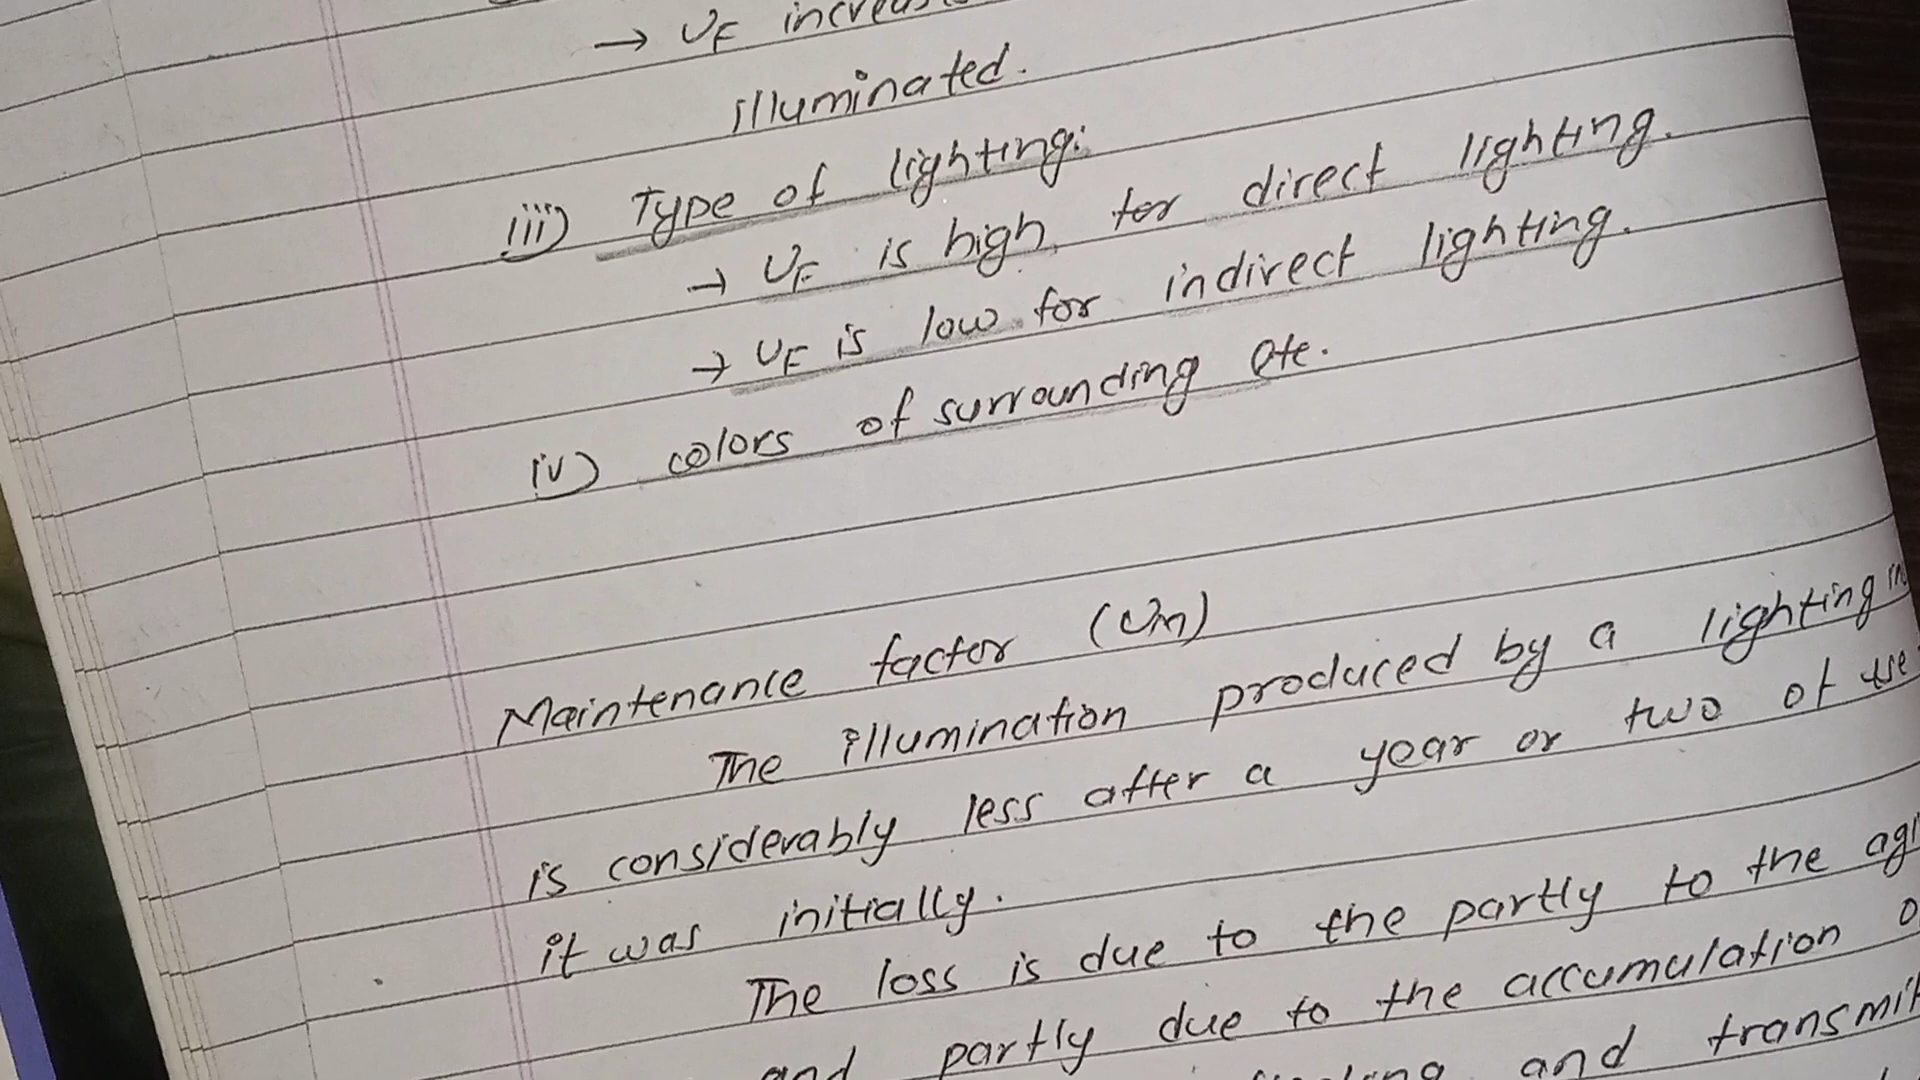 → UF
illuminated.
iii) Type of lighting:
→ UF is high for direct lighting.
→ UF is low for indirect lighting.
iv) colors of surrounding etc.
Maintenance factor (Um)
The illumination produced by a lighting
is considerably less after a year or two of use
it was initially.
The loss is due to the partly to the
and partly due to the accumulation
and